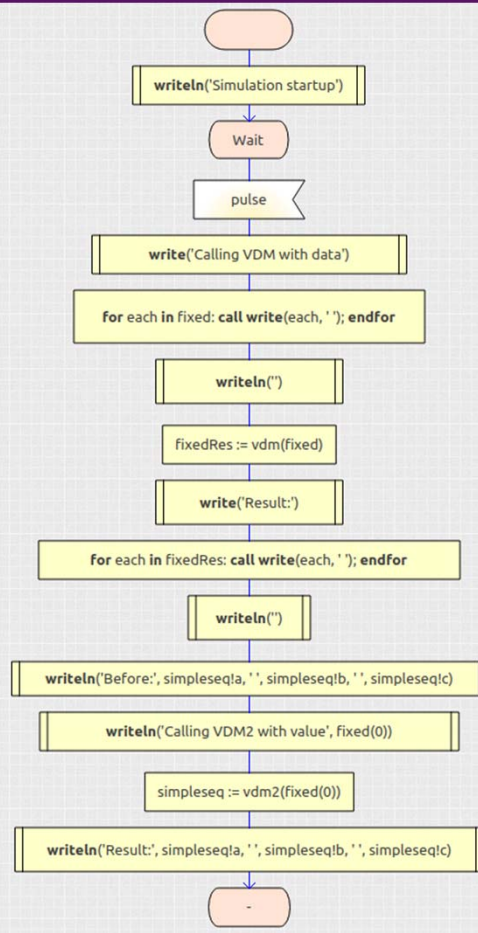 writeln('Simulation startup')
Wait
pulse
write('Calling VDM with data')
for each in fixed: call write(each, ' '); endfor
writeln('')
fixedRes := vdm(fixed)
write('Result:')
for each in fixedRes: call write(each, ' '); endfor
writeln('')
writeln('Before:', simpleseq!a, ' ', simpleseq!b, ' ', simpleseq!c)
writeln('Calling VDM2 with value', fixed(0))
simpleseq := vdm2(fixed(0))
writeln('Result:', simpleseq!a, ' ', simpleseq!b, ' ', simpleseq!c)
-